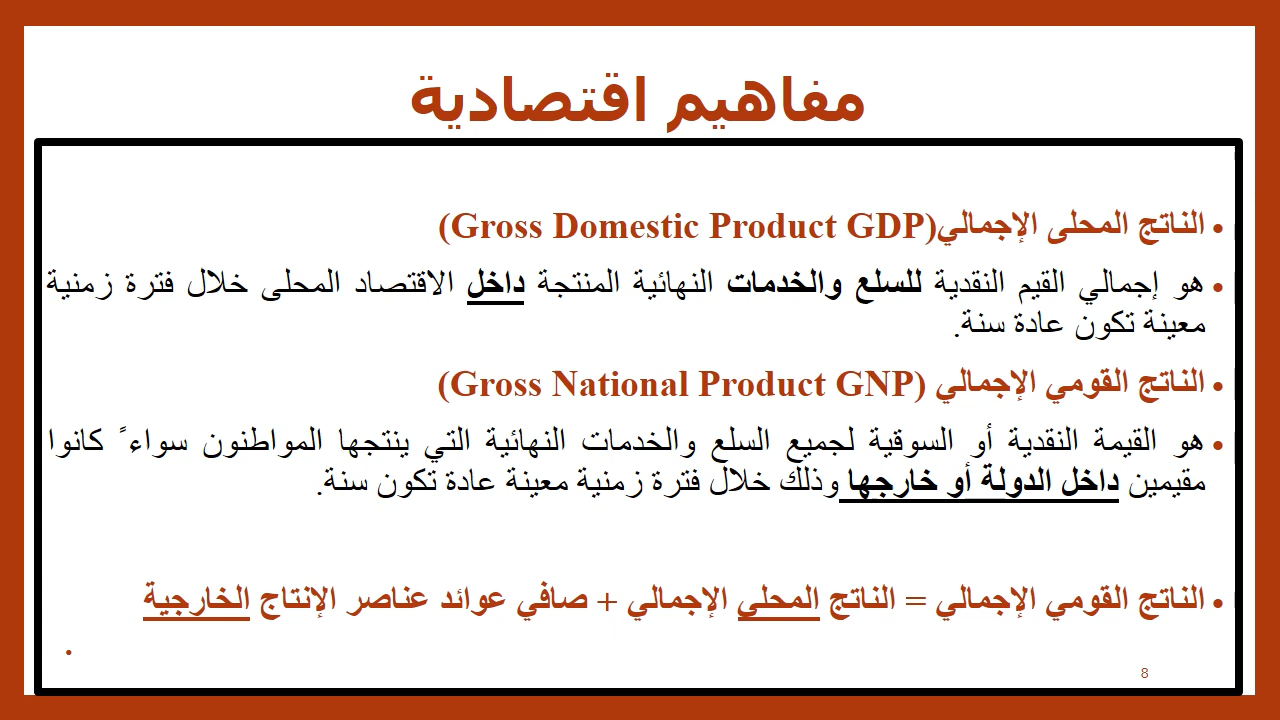 مفاهيم اقتصادية
• الناتج المحلى الإجمالي(Gross Domestic Product GDP)
• هو إجمالي القيم النقدية للسلع والخدمات النهائية المنتجة داخل الاقتصاد المحلى خلال فترة زمنية
معينة تكون عادة سنة.
• الناتج القومي الإجمالي (Gross National Product GNP)
• هو القيمة النقدية أو السوقية لجميع السلع والخدمات النهائية التي ينتجها المواطنون سواء ً كانوا
مقيمين داخل الدولة أو خارجها وذلك خلال فترة زمنية معينة عادة تكون سنة.
• الناتج القومي الإجمالي = الناتج المحلي الإجمالي + صافي عوائد عناصر الإنتاج الخارجية
•
8